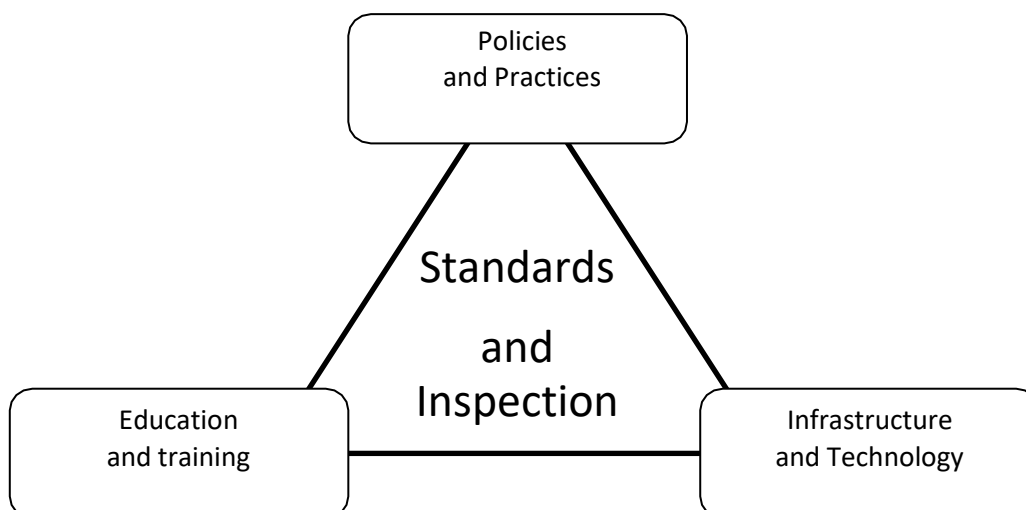 Policies
and Practices
Standards
and
Inspection
Education
and training
Infrastructure
and Technology